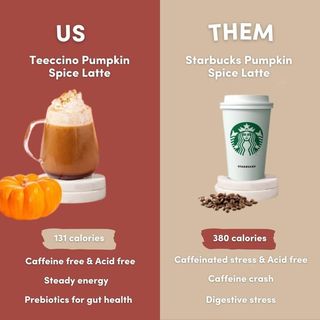 US
Teeccino Pumpkin
Spice Latte
131 calories
Caffeine free & Acid free
Steady energy
Prebiotics for gut health
THEM
Starbucks Pumpkin
Spice Latte
STARBUCKS
380 calories
Caffeinated stress & Acid free
Caffeine crash
Digestive stress